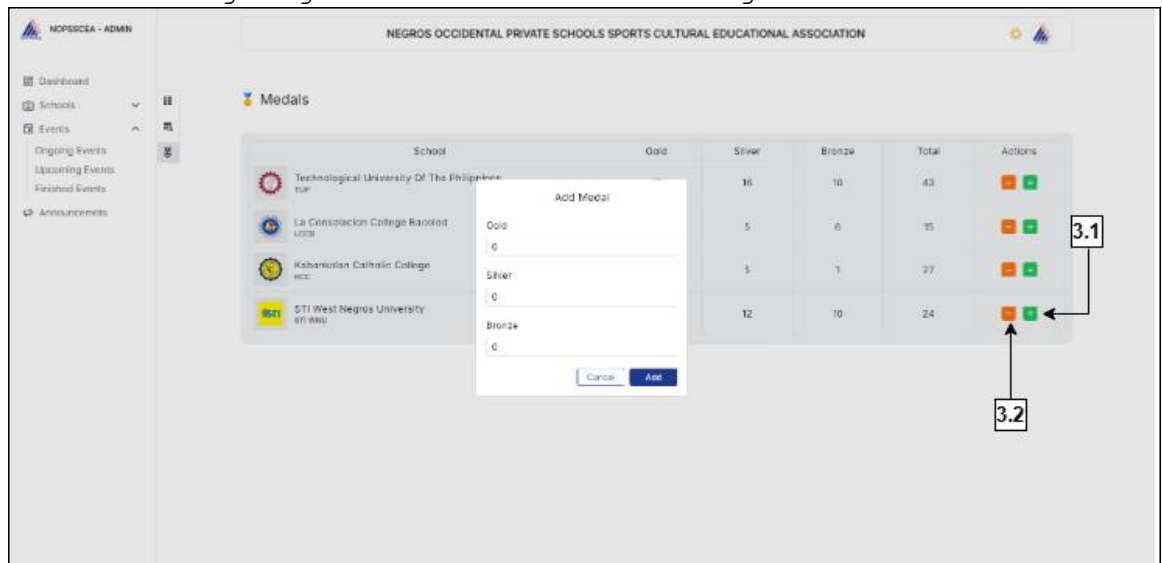 NOPSSCEA - ADMIN
NEGROS OCCIDENTAL PRIVATE SCHOOLS SPORTS CULTURAL EDUCATIONAL ASSOCIATION
Dashboard
Schools
Events
Ongoing Events
Upcoming Events
Finished Events
Announcements
Medals
School Gold Silver Bronze Total Actions
Technological University Of The Philippines 16 10 43
TUP
La Consolacion College Bacolod 5 6 15
LCCB
Kabankalan Catholic College 5 1 27
KCC
STI West Negros University 12 10 24
STI WNU
Add Medal
Gold
0
Silver
0
Bronze
0
Cancel Add
3.1
3.2